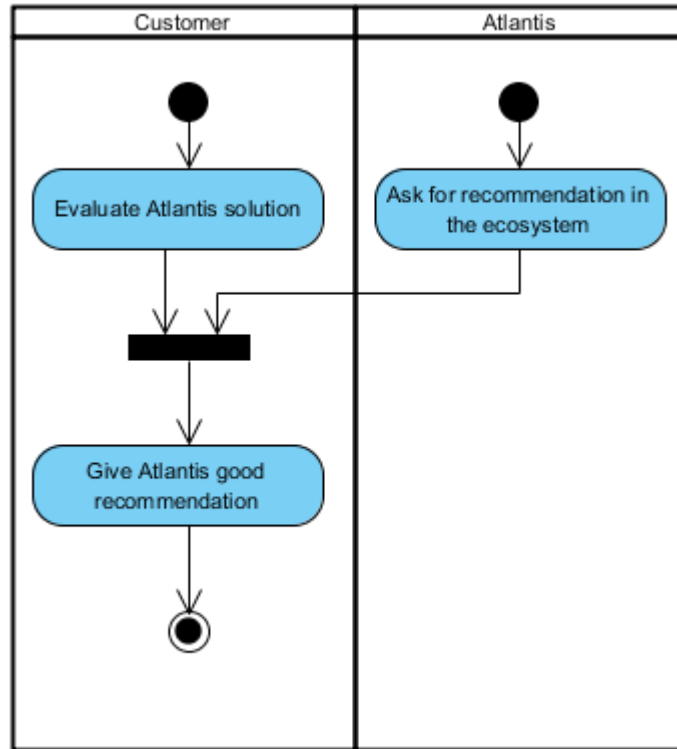 Customer
Atlantis
Evaluate Atlantis solution
Ask for recommendation in
the ecosystem
Give Atlantis good
recommendation